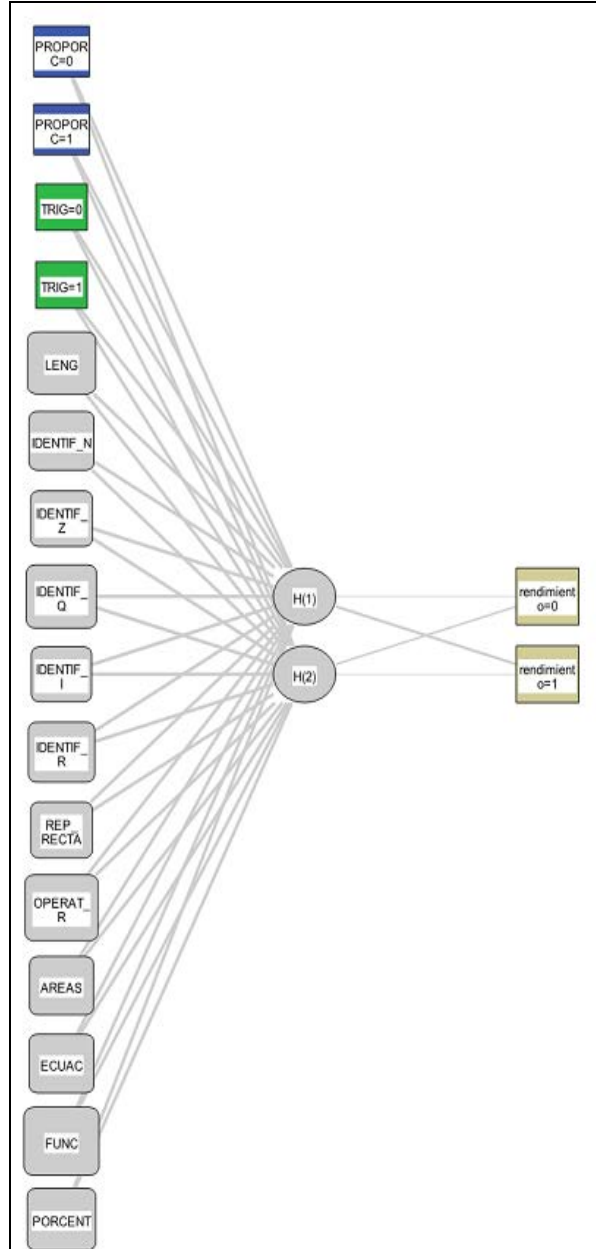 PROPOR
C=0
PROPOR
C=1
TRIG=0
TRIG=1
LENG
IDENTIF_N
IDENTIF_
Z
IDENTIF_
Q
IDENTIF_
I
IDENTIF_
R
REP_
RECTA
OPERAT_
R
AREAS
ECUAC
FUNC
PORCENT
H(1)
H(2)
rendimient
o=0
rendimient
o=1